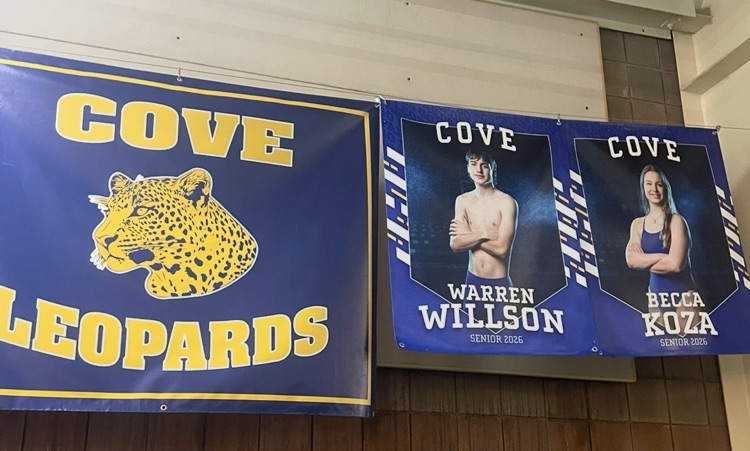 COVE
LEOPARDS
COVE
WARREN
WILLSON
SENIOR 2026
COVE
BECCA
KOZA
SENIOR 2026